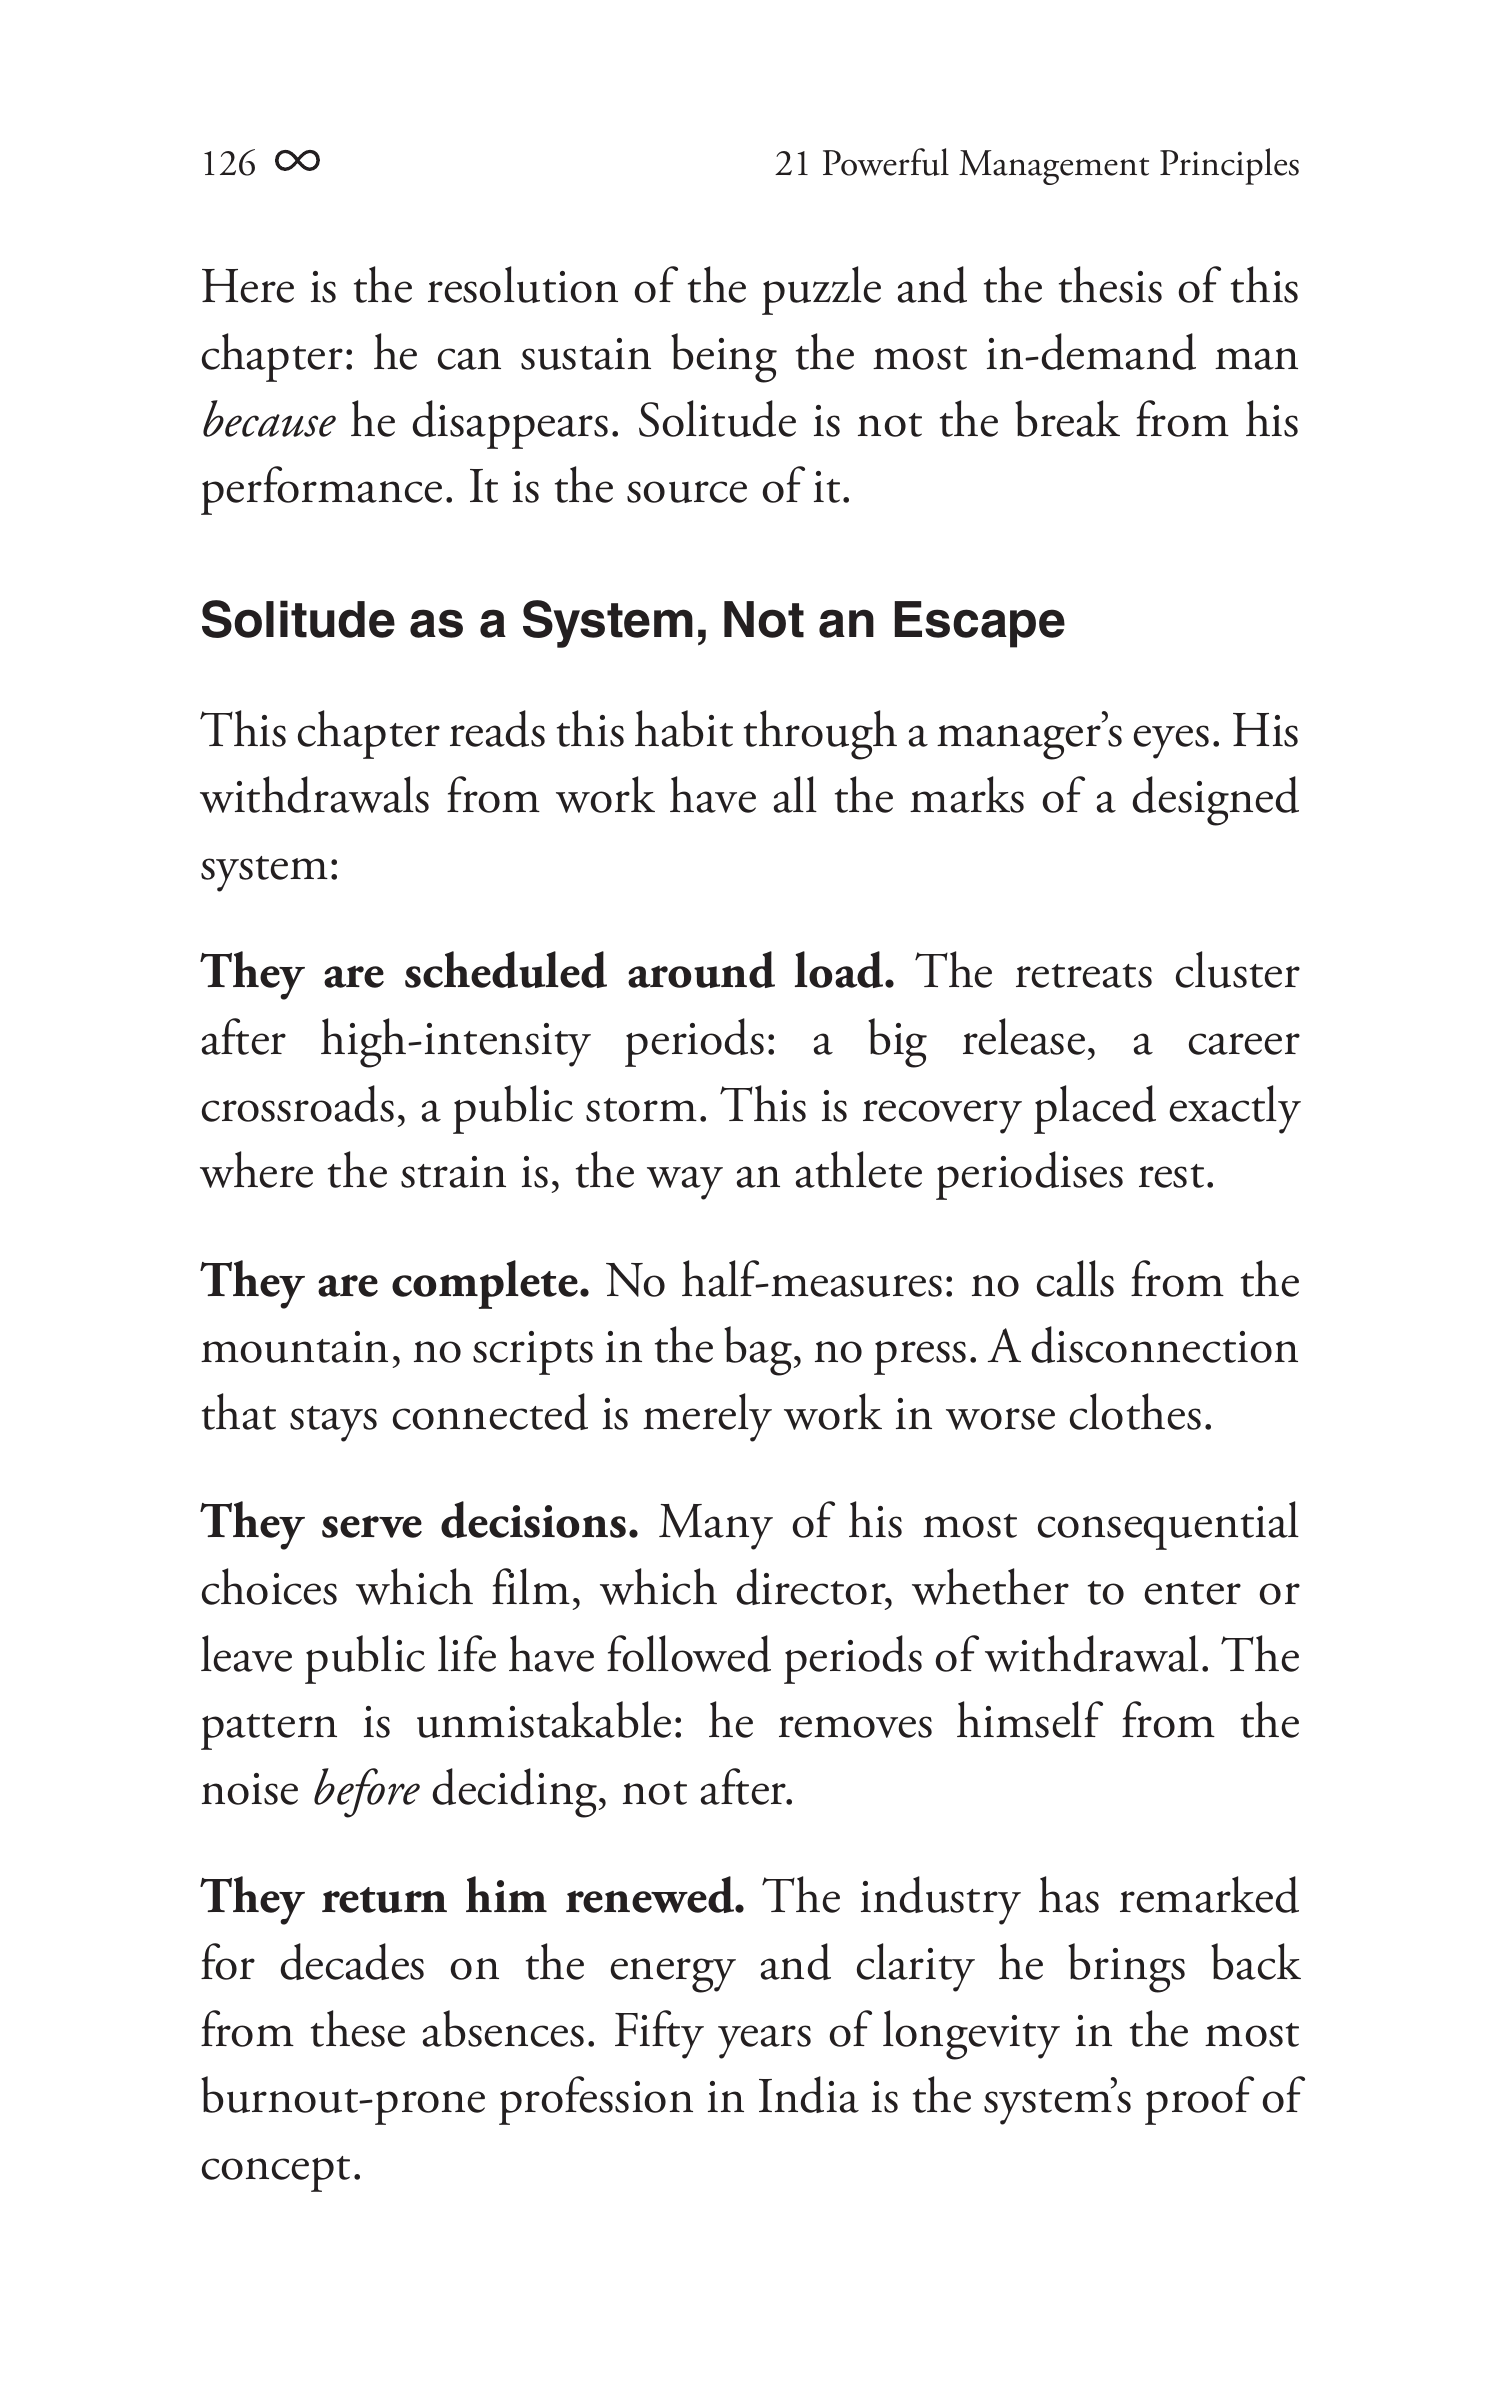 126 ∞ 21 Powerful Management Principles
Here is the resolution of the puzzle and the thesis of this
chapter: he can sustain being the most in-demand man
because he disappears. Solitude is not the break from his
performance. It is the source of it.
Solitude as a System, Not an Escape
This chapter reads this habit through a manager’s eyes. His
withdrawals from work have all the marks of a designed
system:
They are scheduled around load. The retreats cluster
after high-intensity periods: a big release, a career
crossroads, a public storm. This is recovery placed exactly
where the strain is, the way an athlete periodises rest.
They are complete. No half-measures: no calls from the
mountain, no scripts in the bag, no press. A disconnection
that stays connected is merely work in worse clothes.
They serve decisions. Many of his most consequential
choices which film, which director, whether to enter or
leave public life have followed periods of withdrawal. The
pattern is unmistakable: he removes himself from the
noise before deciding, not after.
They return him renewed. The industry has remarked
for decades on the energy and clarity he brings back
from these absences. Fifty years of longevity in the most
burnout-prone profession in India is the system’s proof of
concept.